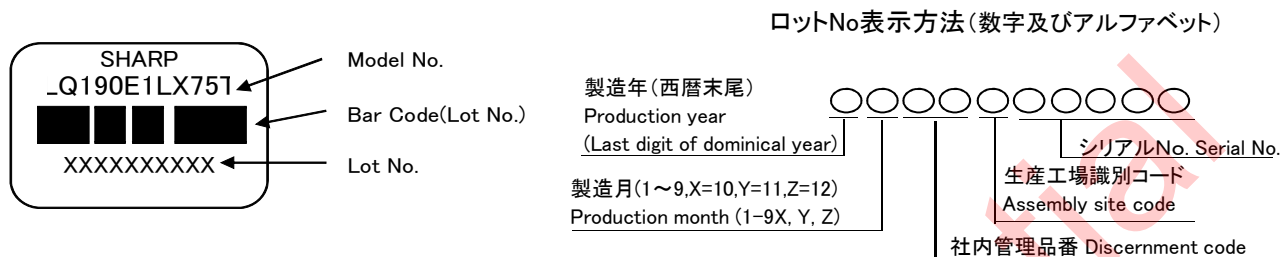 ロットNo表示方法(数字及びアルファベット)
SHARP
_Q190E1LX75T
XXXXXXXXXX
Model No.
Bar Code(Lot No.)
Lot No.
製造年(西暦末尾)
Production year
(Last digit of dominical year)
製造月(1~9,X=10,Y=11,Z=12)
Production month (1-9X, Y, Z)
シリアルNo. Serial No.
生産工場識別コード
Assembly site code
社内管理品番 Discernment code
tial